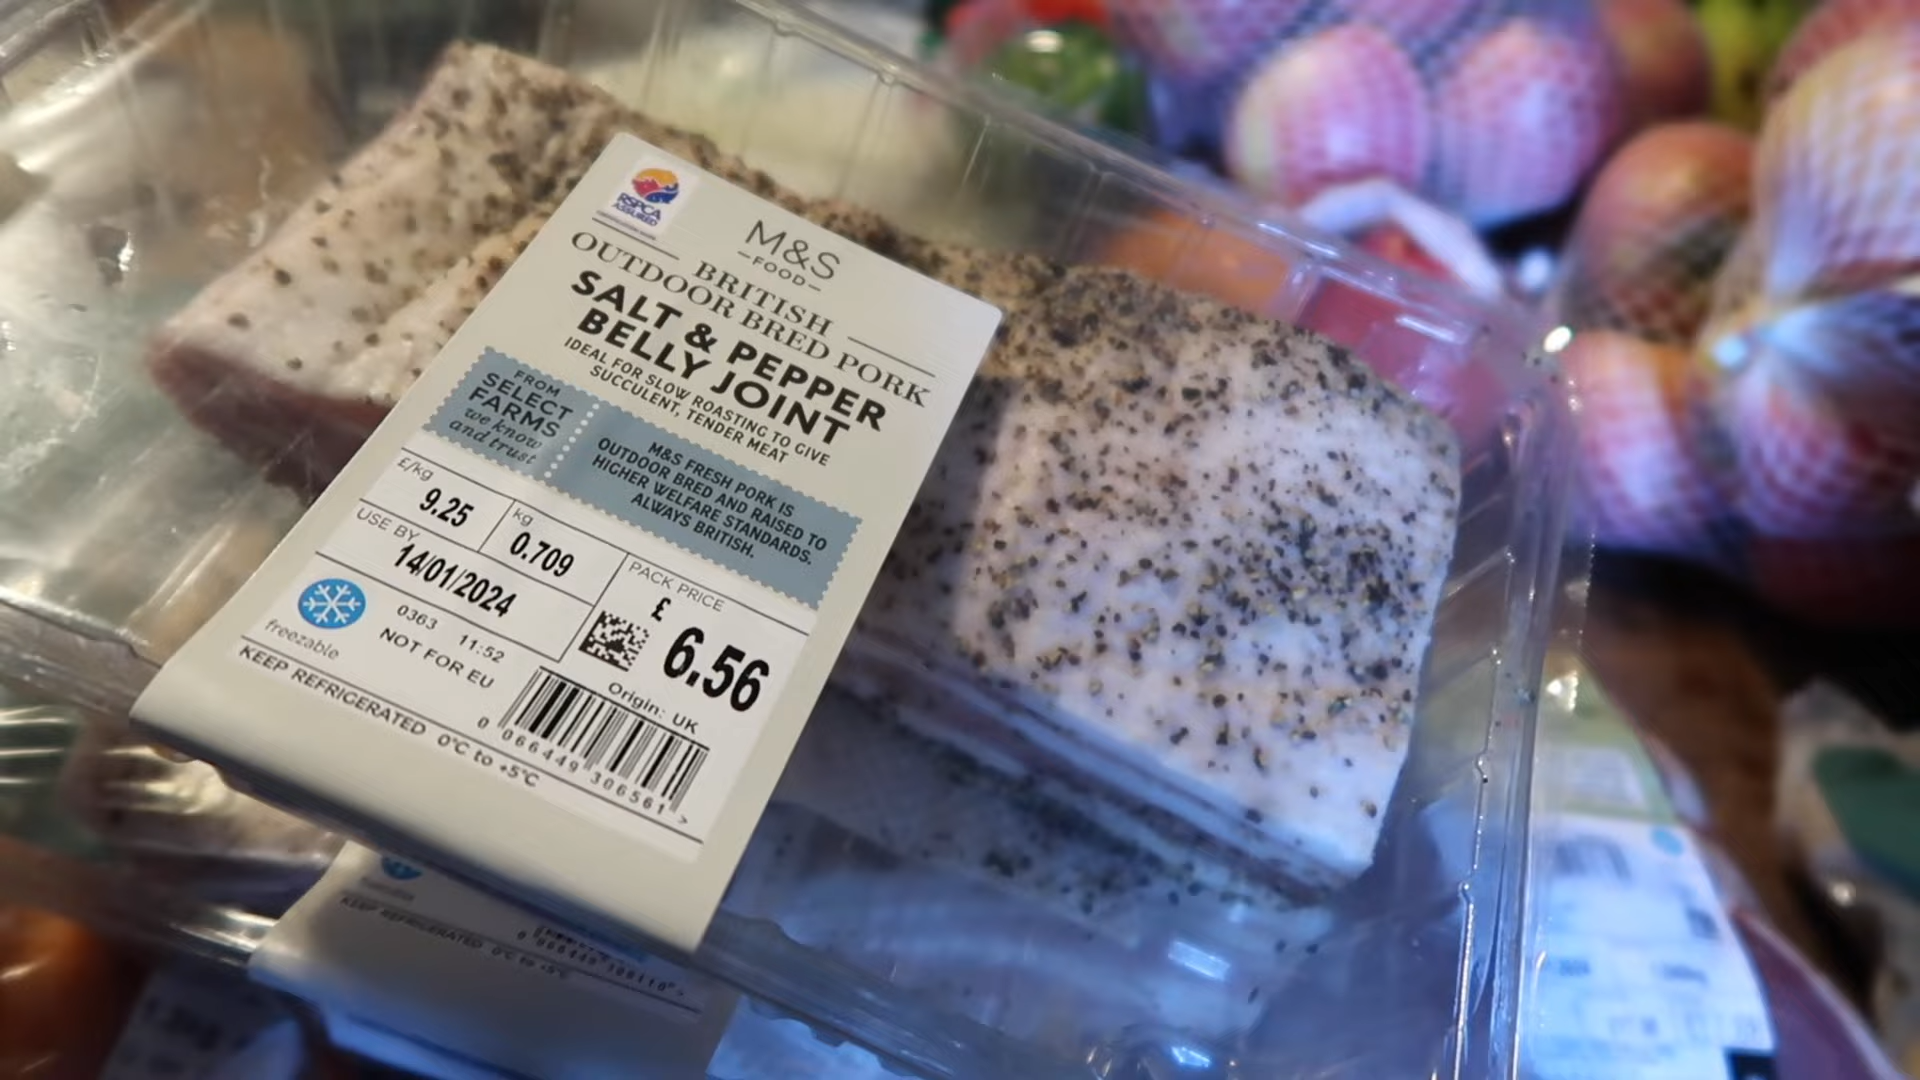 RSPCA
ASSURED
M&S
FOOD
BRITISH
OUTDOOR BRED PORK
SALT & PEPPER
BELLY JOINT
IDEAL FOR SLOW ROASTING TO GIVE
SUCCULENT, TENDER MEAT
FROM
SELECT
FARMS
we know
and trust
M&S FRESH PORK IS
OUTDOOR BRED AND RAISED TO
HIGHER WELFARE STANDARDS.
ALWAYS BRITISH.
£/kg
9.25
kg
0.709
USE BY
14/01/2024
PACK PRICE
£
6.56
freezable
0363 11:52
NOT FOR EU
Origin: UK
KEEP REFRIGERATED 0°C to +5°C
0 066449 306561 >
KEEP REFRIGERATED 0°C to +5°C